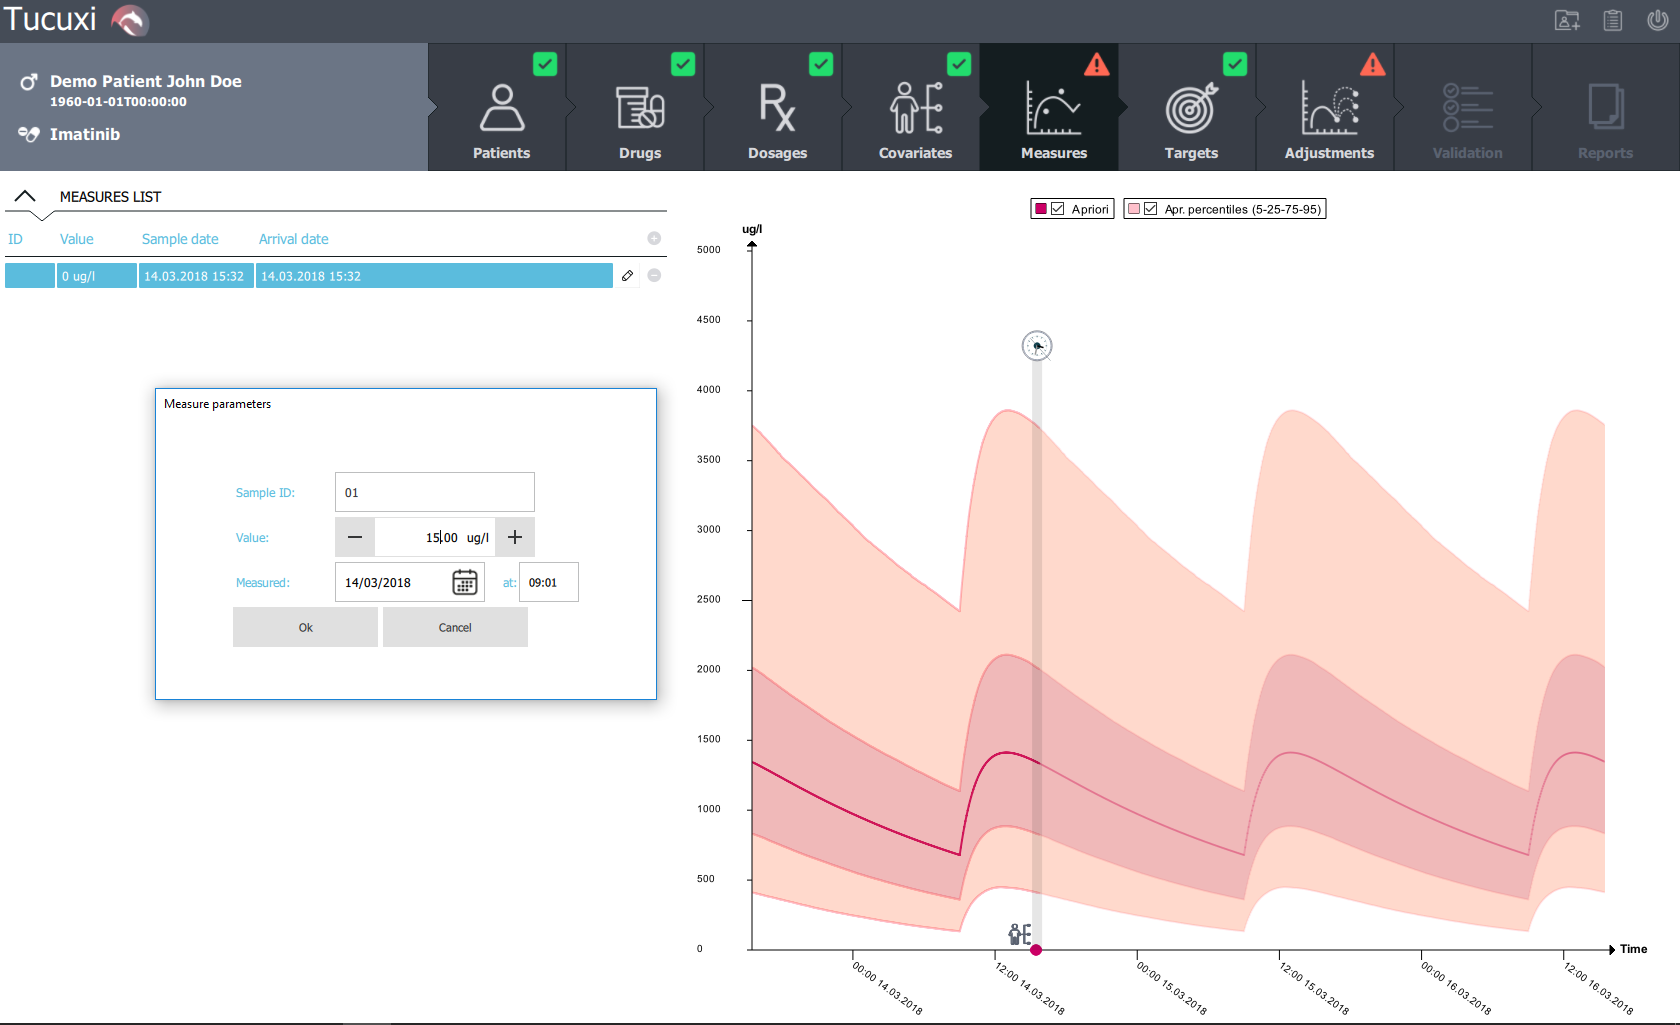 Tucuxi
Demo Patient John Doe
1960-01-01T00:00:00
Imatinib
Patients
Drugs
Rx
Dosages
Covariates
Measures
Targets
Adjustments
Validation
Reports
MEASURES LIST
ID Value Sample date Arrival date
0 ug/l 14.03.2018 15:32 14.03.2018 15:32
Measure parameters
Sample ID: 01
Value: 15.00 ug/l
Measured: 14/03/2018 at: 09:01
Ok Cancel
Apriori Apr. percentiles (5-25-75-95)
ug/l
5000
4500
4000
3500
3000
2500
2000
1500
1000
500
0
Time
00:00 14.03.2018
12:00 14.03.2018
00:00 15.03.2018
12:00 15.03.2018
00:00 16.03.2018
12:00 16.03.2018